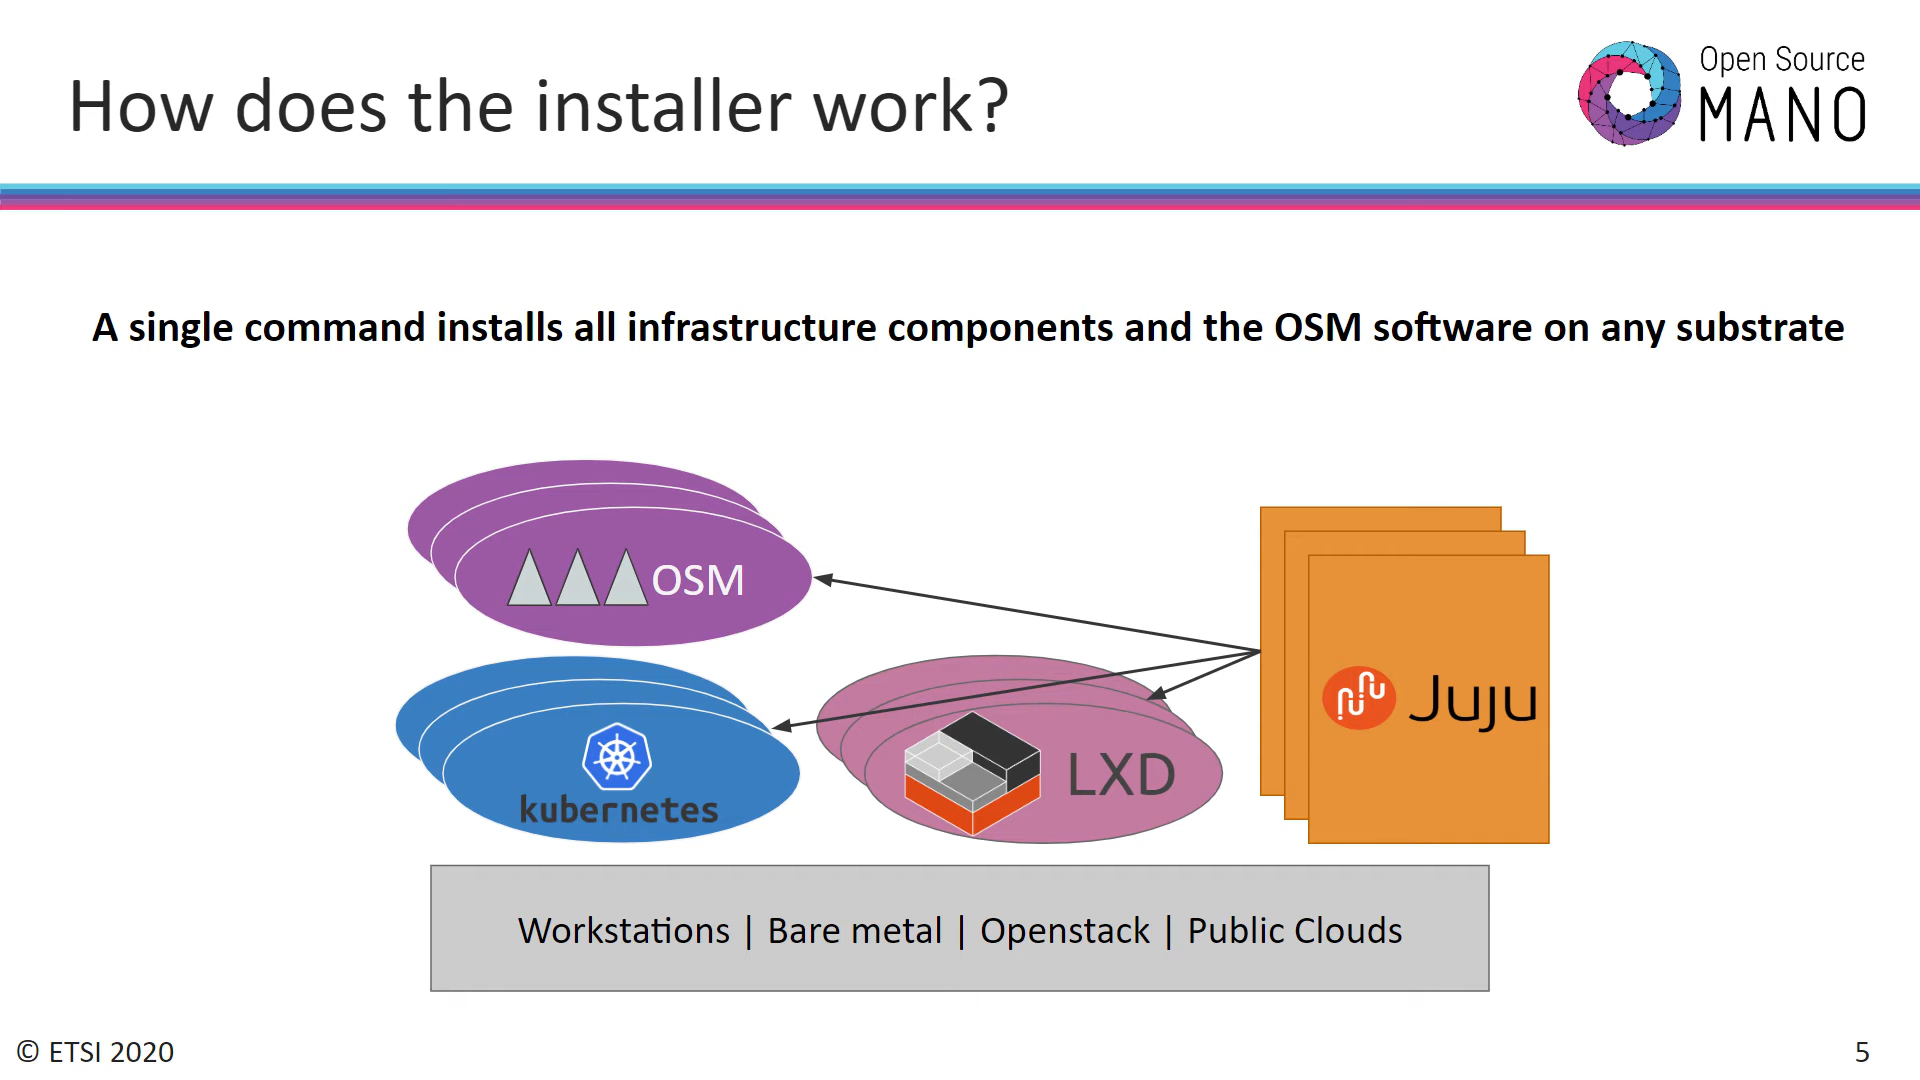 How does the installer work?
Open Source
MANO
A single command installs all infrastructure components and the OSM software on any substrate
OSM
Juju
kubernetes
LXD
Workstations | Bare metal | Openstack | Public Clouds
© ETSI 2020
5